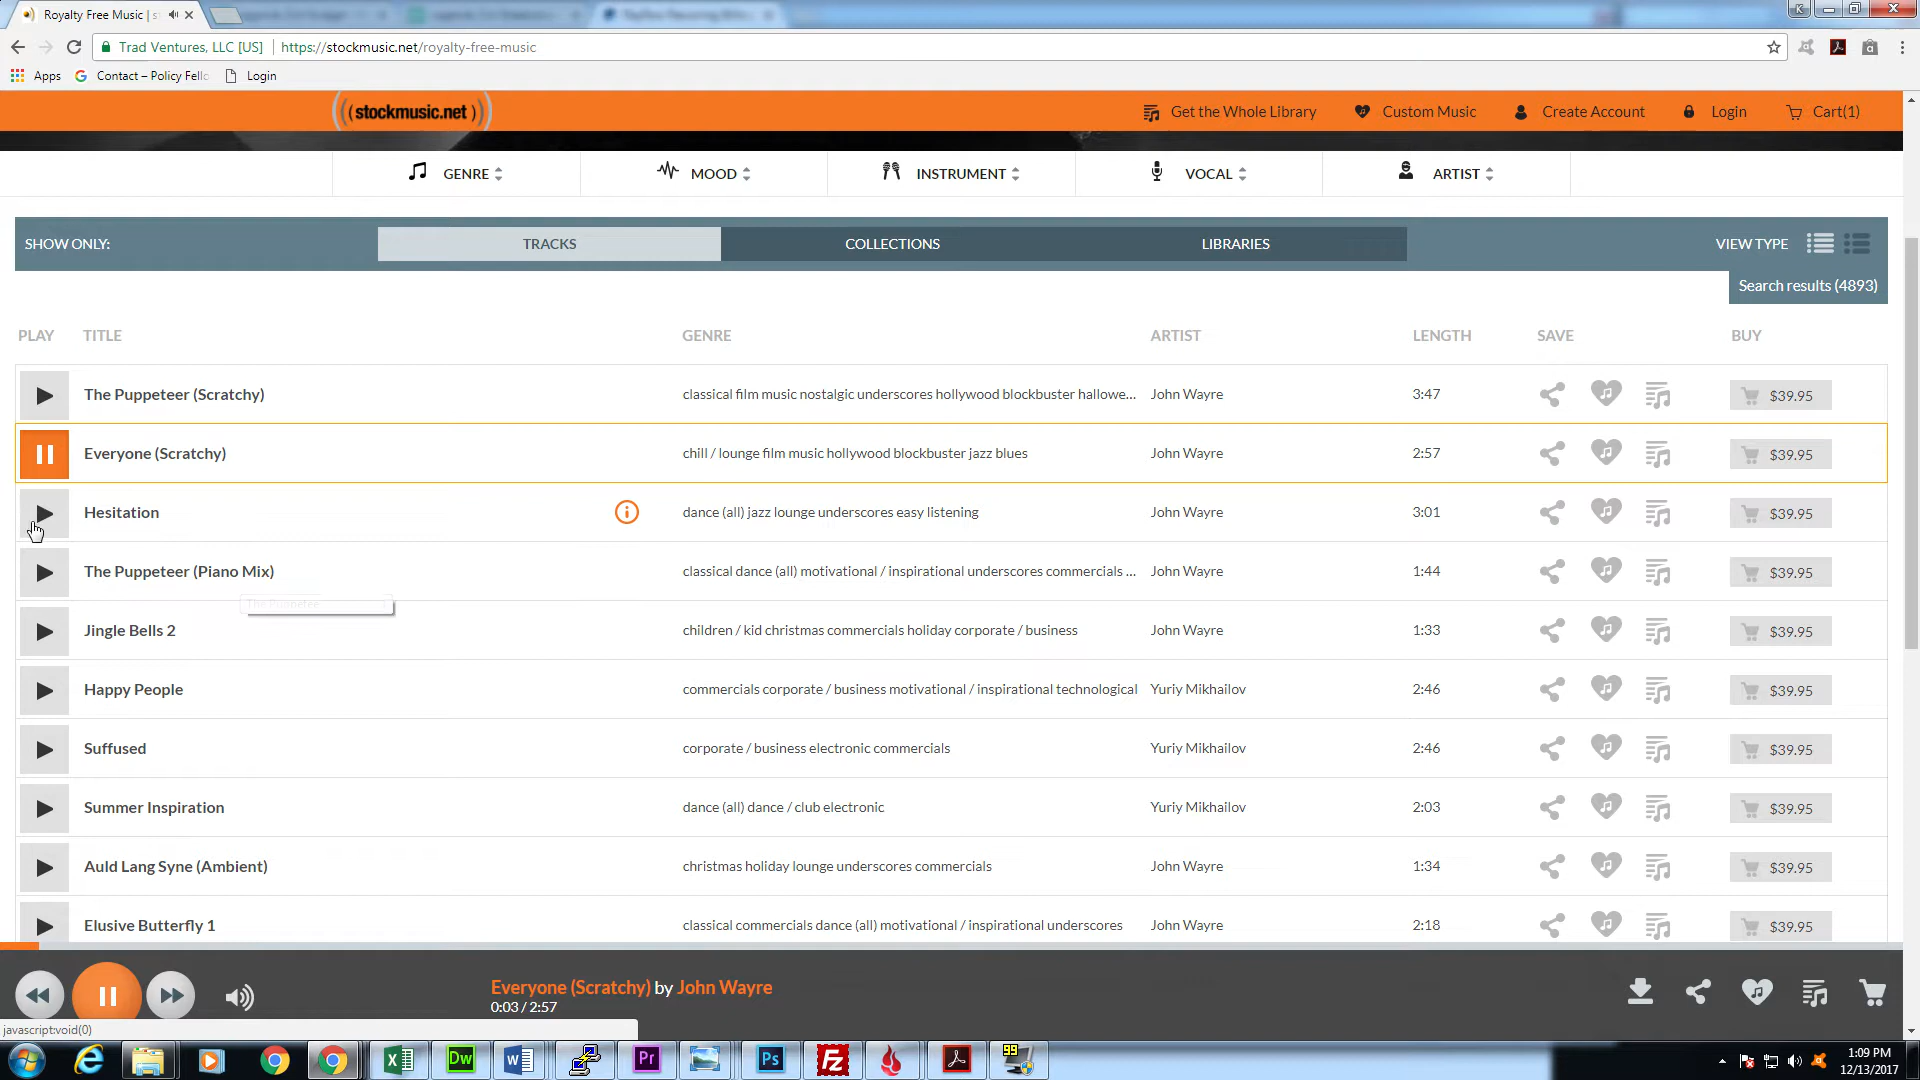 Royalty Free Music | s
Trad Ventures, LLC [US] https://stockmusic.net/royalty-free-music
Apps Contact – Policy Fello Login
((stockmusic.net)) Get the Whole Library Custom Music Create Account Login Cart(1)
GENRE MOOD INSTRUMENT VOCAL ARTIST
SHOW ONLY: TRACKS COLLECTIONS LIBRARIES VIEW TYPE
Search results (4893)
PLAY TITLE GENRE ARTIST LENGTH SAVE BUY
The Puppeteer (Scratchy) classical film music nostalgic underscores hollywood blockbuster hallowe... John Wayre 3:47 $39.95
Everyone (Scratchy) chill / lounge film music hollywood blockbuster jazz blues John Wayre 2:57 $39.95
Hesitation dance (all) jazz lounge underscores easy listening John Wayre 3:01 $39.95
The Puppeteer (Piano Mix) classical dance (all) motivational / inspirational underscores commercials ... John Wayre 1:44 $39.95
Jingle Bells 2 children / kid christmas commercials holiday corporate / business John Wayre 1:33 $39.95
Happy People commercials corporate / business motivational / inspirational technological Yuriy Mikhailov 2:46 $39.95
Suffused corporate / business electronic commercials Yuriy Mikhailov 2:46 $39.95
Summer Inspiration dance (all) dance / club electronic Yuriy Mikhailov 2:03 $39.95
Auld Lang Syne (Ambient) christmas holiday lounge underscores commercials John Wayre 1:34 $39.95
Elusive Butterfly 1 classical commercials dance (all) motivational / inspirational underscores John Wayre 2:18 $39.95
Everyone (Scratchy) by John Wayre
0:03 / 2:57
javascript:void(0)
Dw W Pr Ps Fz 99
1:09 PM
12/13/2017